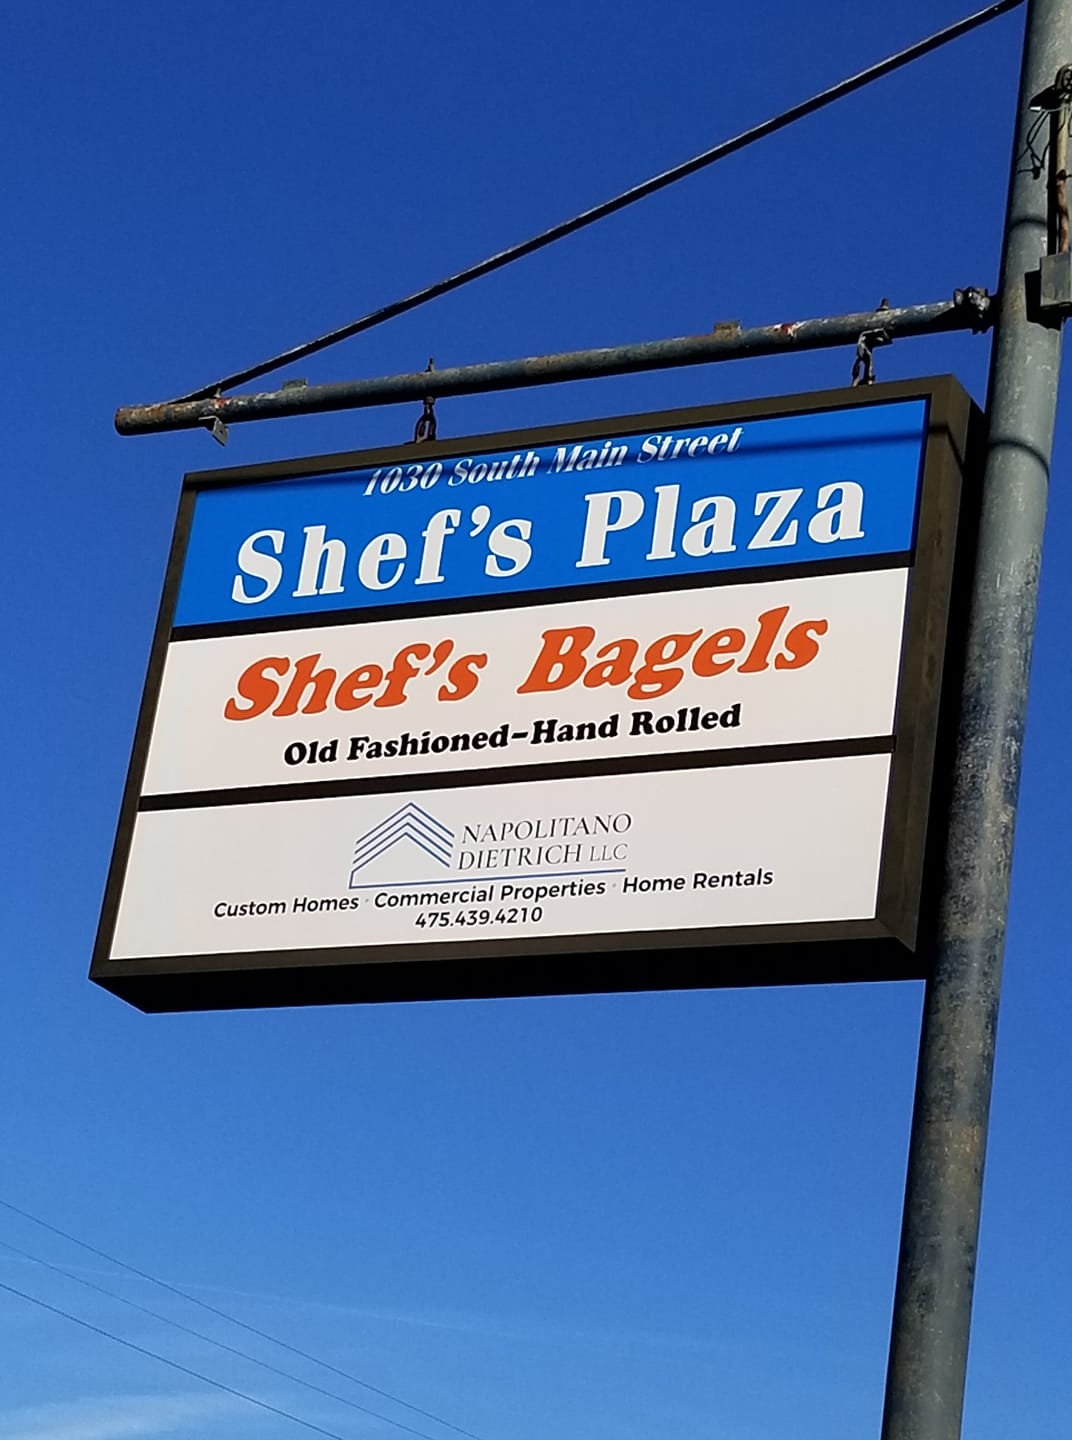 1030 South Main Street
Shef's Plaza
Shef's Bagels
Old Fashioned-Hand Rolled
NAPOLITANO
DIETRICH LLC
Custom Homes · Commercial Properties · Home Rentals
475.439.4210